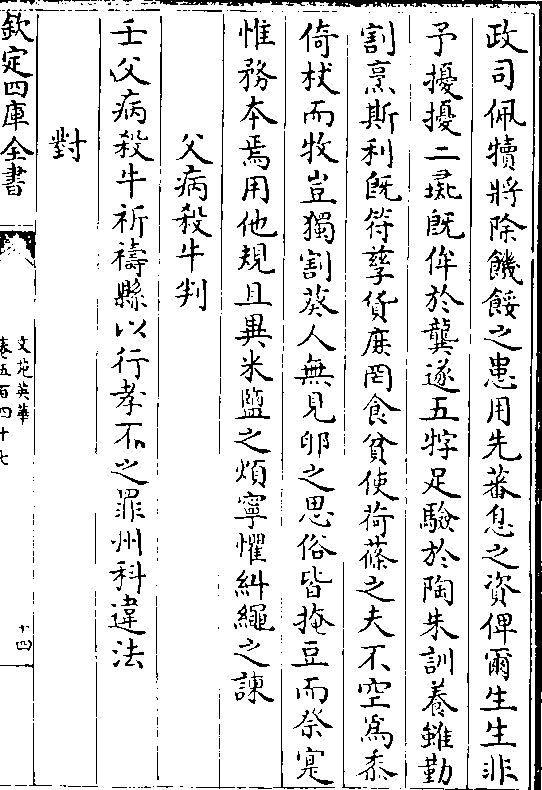 政司佩犢將除饑餒之患用先蕃息之資俾爾生生非
予擾擾二彘既侔於龔遂五牸足驗於陶朱訓養雖勤
割烹斯利既符孳貨庶罔食貧使荷蓧之夫不空為黍
倚杖而牧豈獨割葵人無見卵之思俗皆掩豆而祭寔
惟務本焉用他規且異米鹽之煩寧懼糾繩之諫
父病殺牛判
壬父病殺牛祈禱縣以行孝不之罪州科違法
對
欽定四庫全書
文苑英華
卷五百四十七
十四